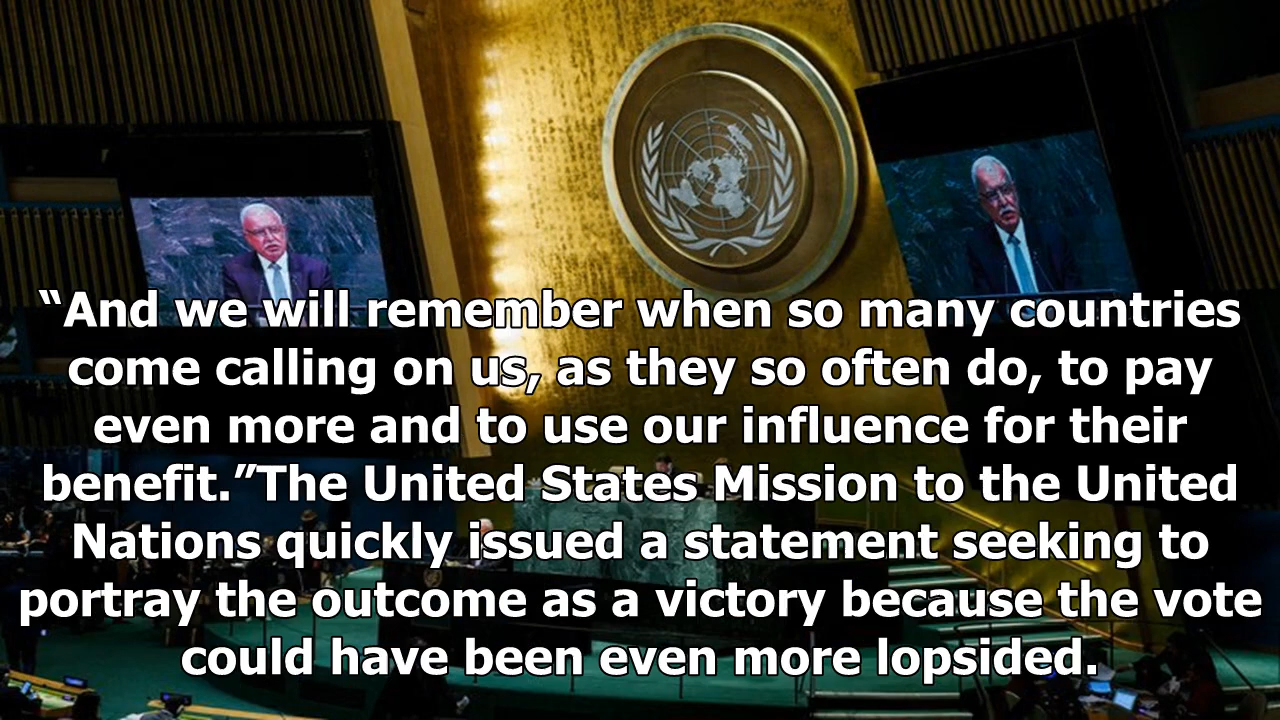 “And we will remember when so many countries
come calling on us, as they so often do, to pay
even more and to use our influence for their
benefit.”The United States Mission to the United
Nations quickly issued a statement seeking to
portray the outcome as a victory because the vote
could have been even more lopsided.